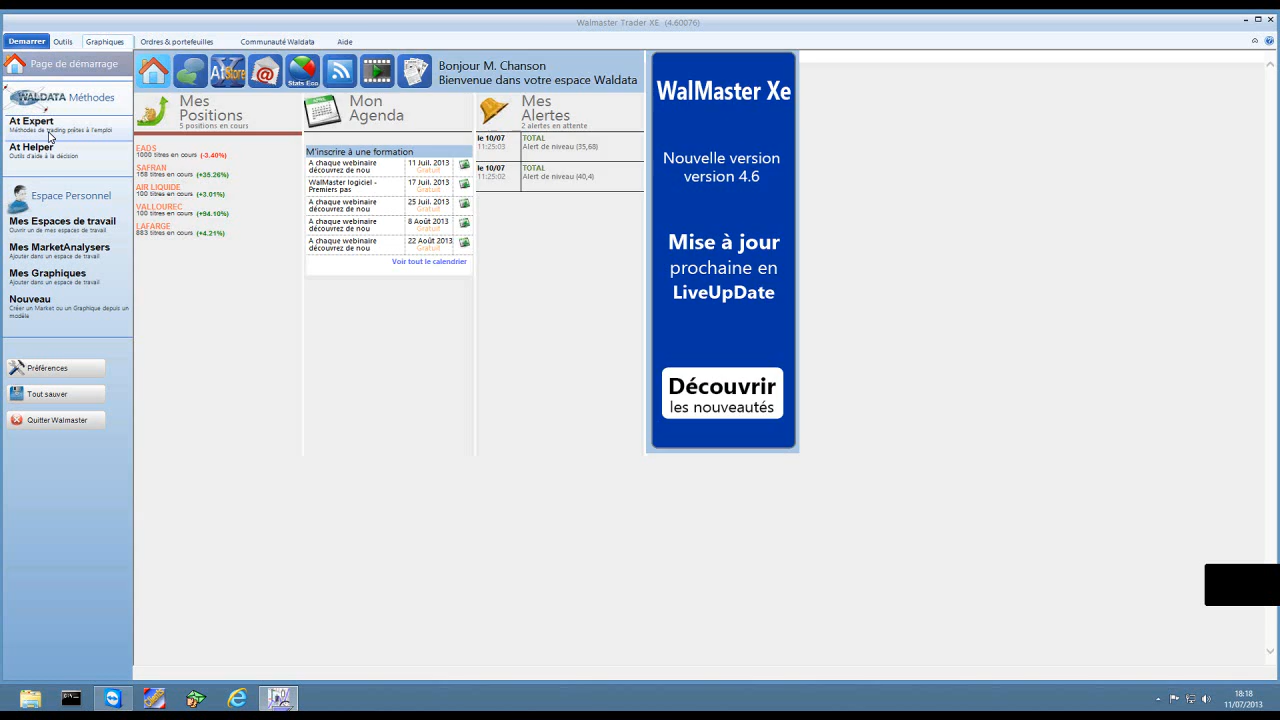 Walmaster Trader XE (4.60076)
Demarrer
Outils
Graphiques
Ordres & portefeuilles
Communauté Waldata
Aide
Page de démarrage
WALDATA Méthodes
At Expert
Méthodes de trading prêtes à l'emploi
At Helper
Outils d'aide à la décision
Espace Personnel
Mes Espaces de travail
Ouvrir un de mes espaces de travail
Mes MarketAnalysers
Ajouter dans un espace de travail
Mes Graphiques
Ajouter dans un espace de travail
Nouveau
Créer un Market ou un Graphique depuis un
modèle
Préférences
Tout sauver
Quitter Walmaster
AtStore
Stats Eco
Bonjour M. Chanson
Bienvenue dans votre espace Waldata
Mes
Positions
5 positions en cours
EADS
1000 titres en cours (-3.40%)
SAFRAN
158 titres en cours (+35.26%)
AIR LIQUIDE
100 titres en cours (+3.01%)
VALLOUREC
100 titres en cours (+94.10%)
LAFARGE
883 titres en cours (+4.21%)
Mon
Agenda
M'inscrire à une formation
A chaque webinaire
découvrez de nou
11 Juil. 2013
Gratuit
WalMaster logiciel -
Premiers pas
17 Juil. 2013
Gratuit
A chaque webinaire
découvrez de nou
25 Juil. 2013
Gratuit
A chaque webinaire
découvrez de nou
8 Août 2013
Gratuit
A chaque webinaire
découvrez de nou
22 Août 2013
Gratuit
Voir tout le calendrier
Mes
Alertes
2 alertes en attente
le 10/07
11:25:03
TOTAL
Alert de niveau (35,68)
le 10/07
11:25:02
TOTAL
Alert de niveau (40,4)
WalMaster Xe
Nouvelle version
version 4.6
Mise à jour
prochaine en
LiveUpDate
Découvrir
les nouveautés
18:18
11/07/2013